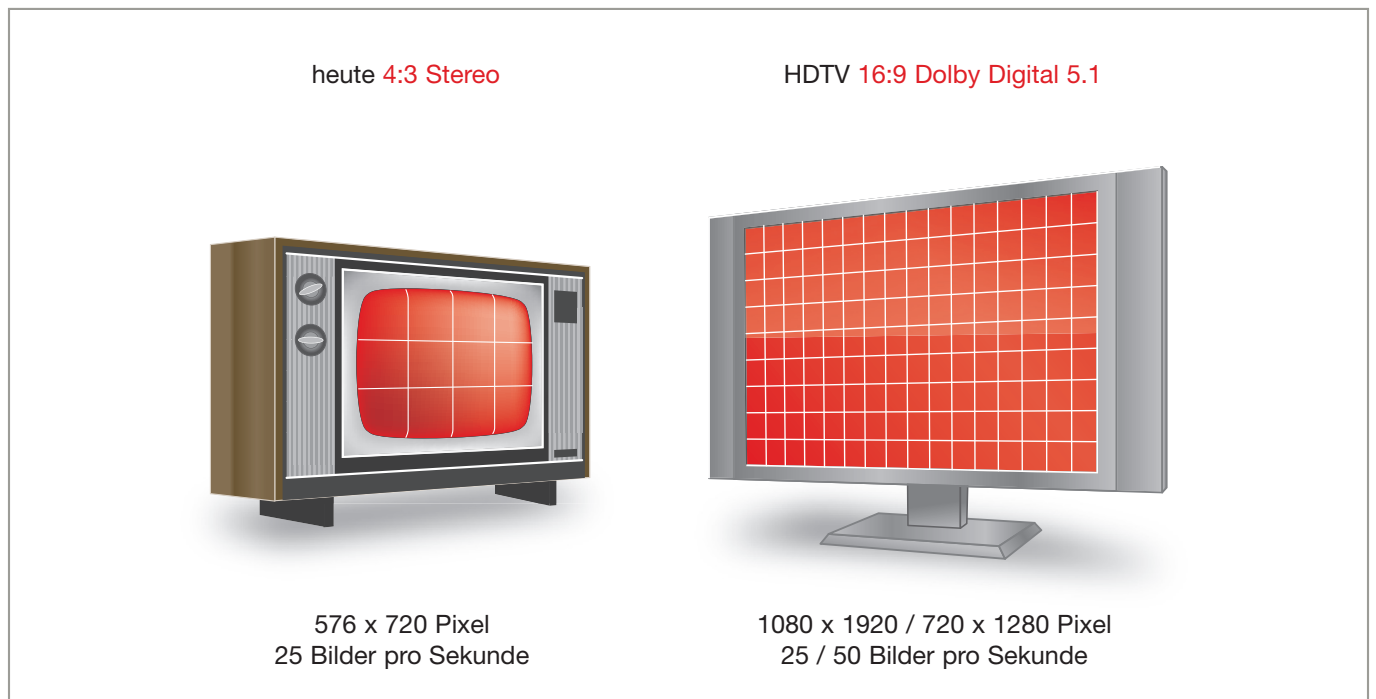 heute 4:3 Stereo
HDTV 16:9 Dolby Digital 5.1
576 x 720 Pixel
25 Bilder pro Sekunde
1080 x 1920 / 720 x 1280 Pixel
25 / 50 Bilder pro Sekunde